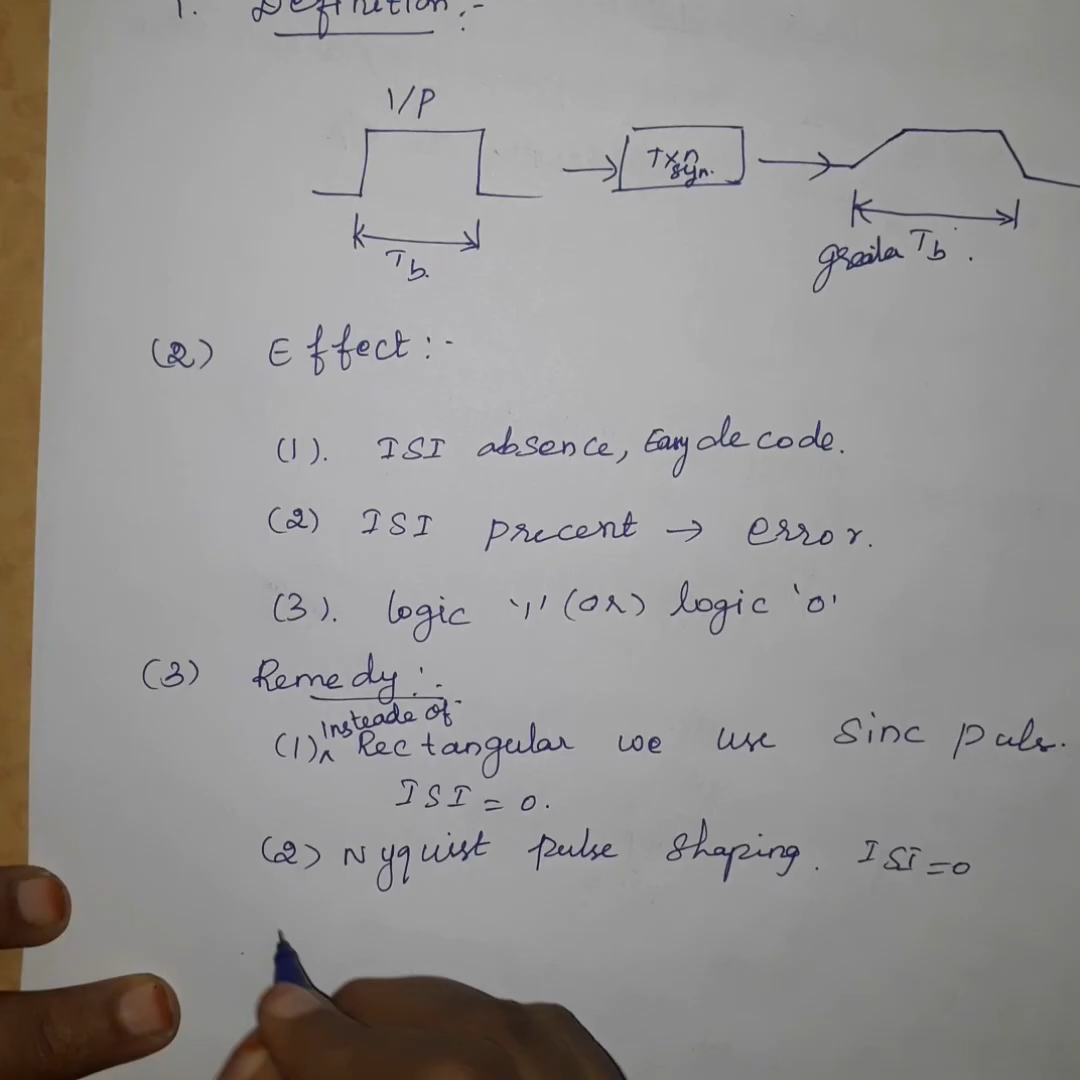 1. Definition :-
I/P
Txn
syn.
Tb.
greater Tb.
(2) Effect :-
(1). ISI absence, Easy decode.
(2) ISI precent → error.
(3). logic '1' (OR) logic '0'
(3) Remedy :-
insteade of
(1)^ Rectangular we use Sinc puls.
ISI = 0.
(2) Nyquist pulse shaping. ISI = 0